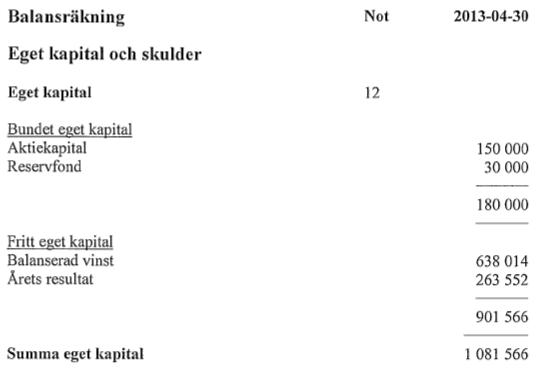 Balansräkning Not 2013-04-30
Eget kapital och skulder
Eget kapital 12
Bundet eget kapital
Aktiekapital 150 000
Reservfond 30 000
180 000
Fritt eget kapital
Balanserad vinst 638 014
Årets resultat 263 552
901 566
Summa eget kapital 1 081 566